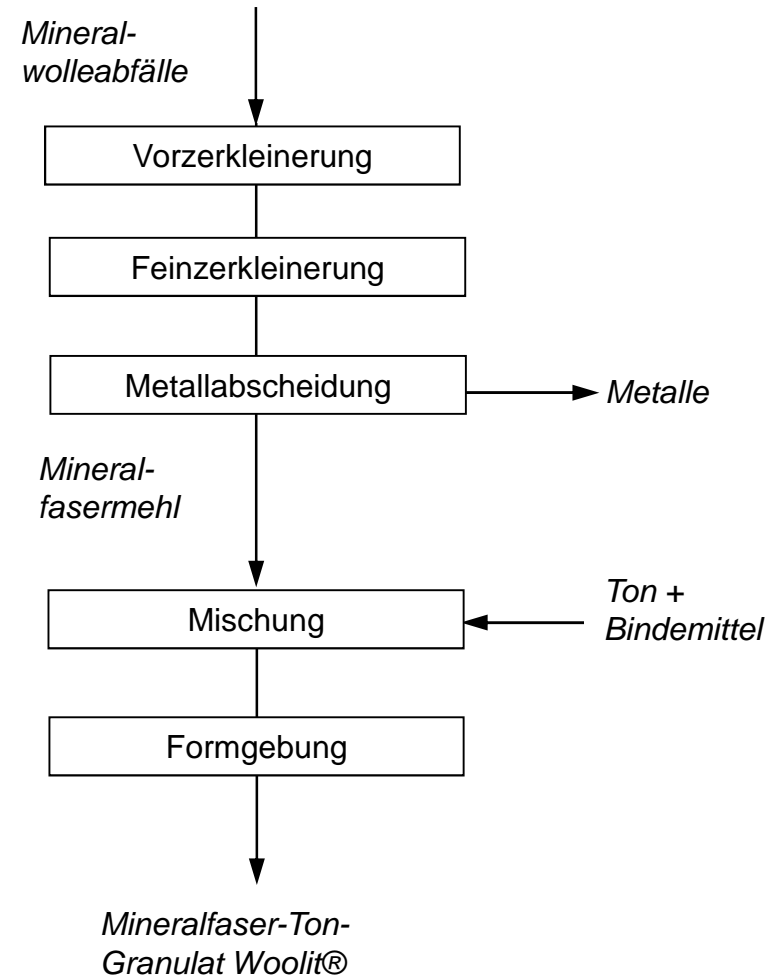 Mineral-
wolleabfälle
Vorzerkleinerung
Feinzerkleinerung
Metallabscheidung
Metalle
Mineral-
fasermehl
Ton +
Bindemittel
Mischung
Formgebung
Mineralfaser-Ton-
Granulat Woolit®